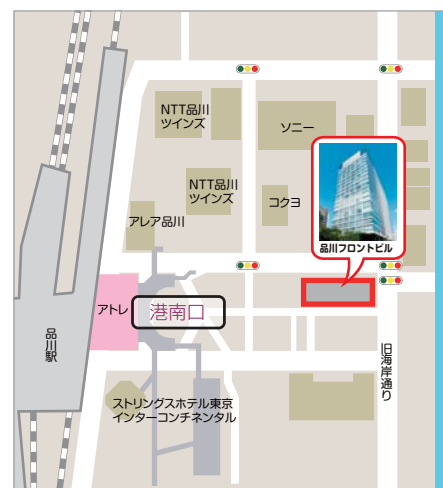 NTT品川
ツインズ
ソニー
NTT品川
ツインズ
コクヨ
アレア品川
品川フロントビル
アトレ
港南口
品川駅
旧海岸通り
ストリングスホテル東京
インターコンチネンタル